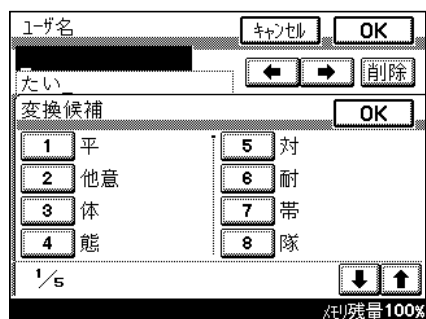 ユーザ名 キャンセル OK
_
← → 削除
たい_
変換候補 OK
1 平 5 対
2 他意 6 耐
3 体 7 帯
4 態 8 隊
1/5 ↓ ↑
メモリ残量100%